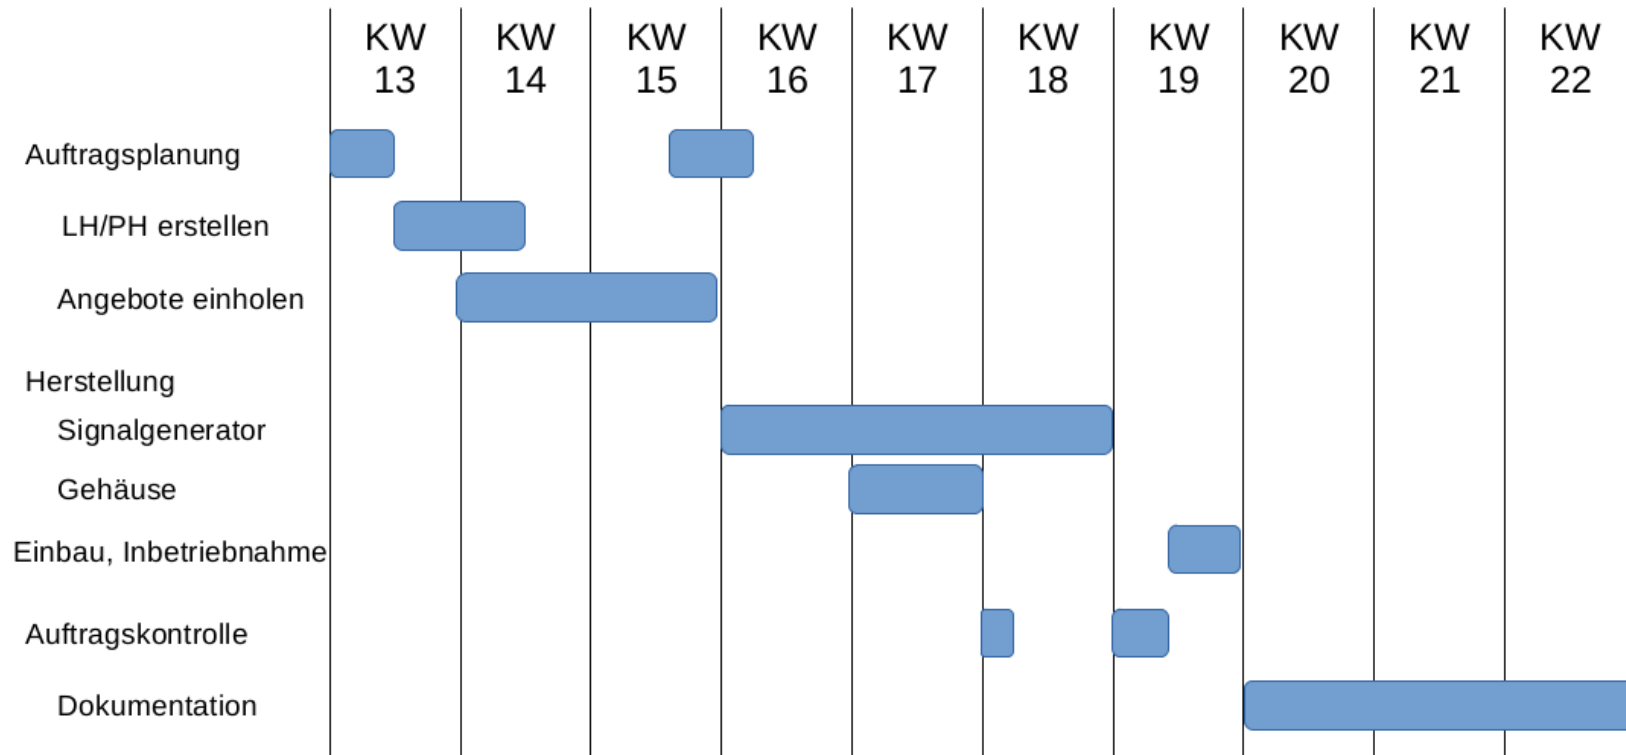 KW KW KW KW KW KW KW KW KW KW
13 14 15 16 17 18 19 20 21 22
Auftragsplanung
LH/PH erstellen
Angebote einholen
Herstellung
Signalgenerator
Gehäuse
Einbau, Inbetriebnahme
Auftragskontrolle
Dokumentation